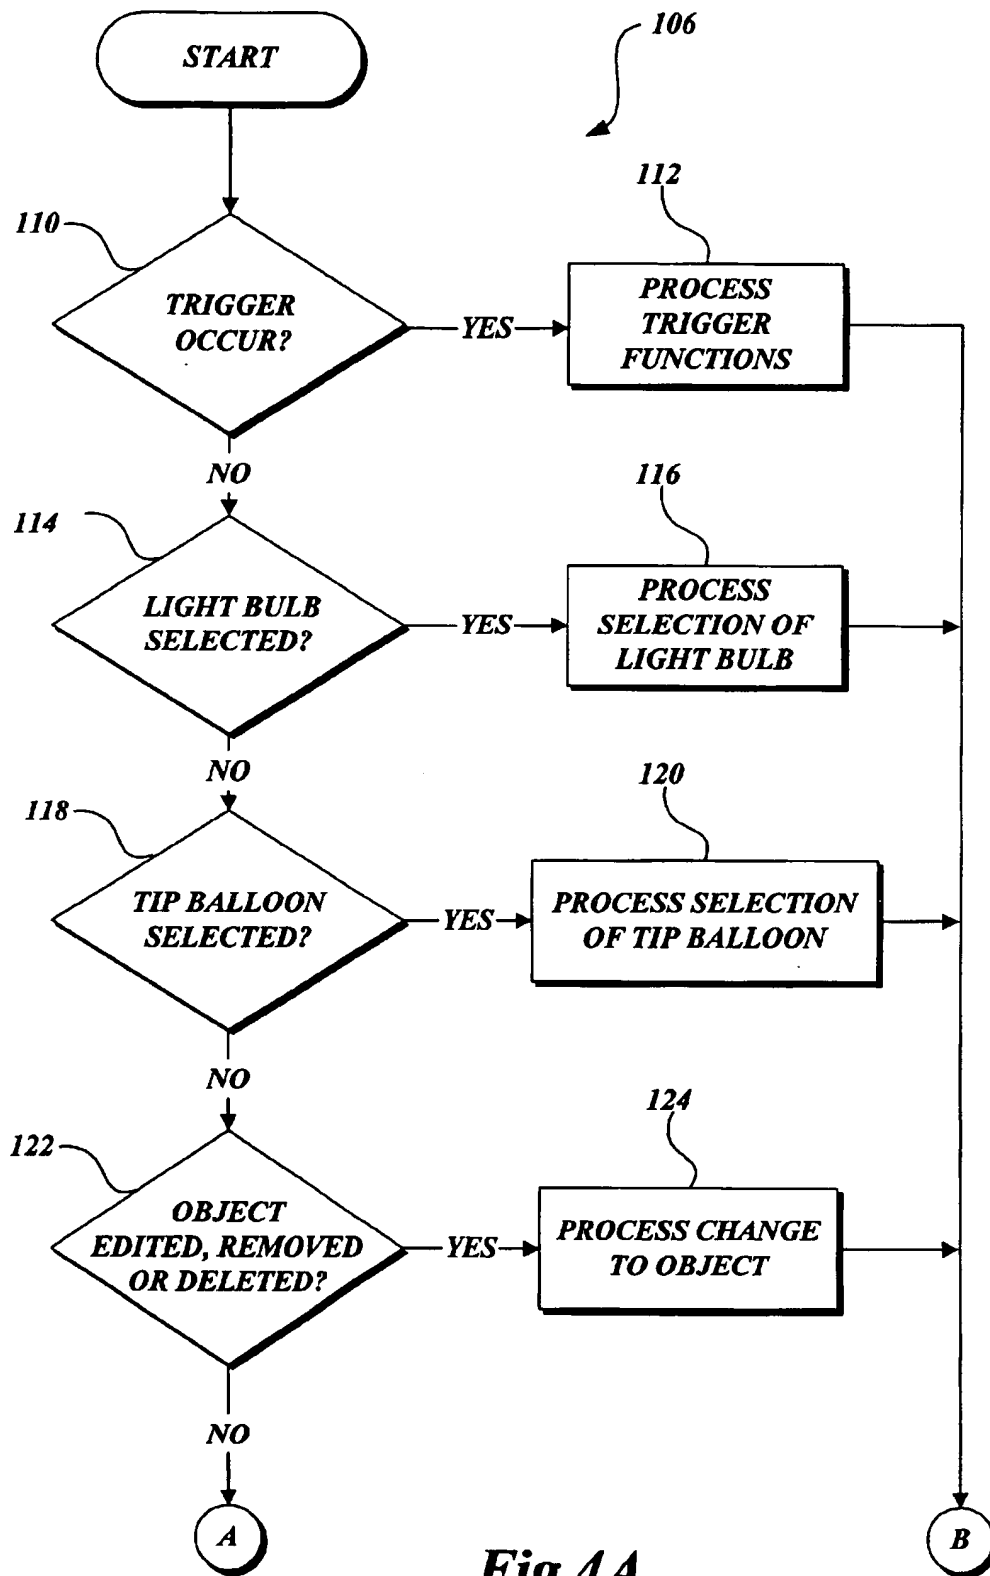 START
106
110
TRIGGER
OCCUR?
YES
112
PROCESS
TRIGGER
FUNCTIONS
NO
114
LIGHT BULB
SELECTED?
YES
116
PROCESS
SELECTION OF
LIGHT BULB
NO
118
TIP BALLOON
SELECTED?
YES
120
PROCESS SELECTION
OF TIP BALLOON
NO
122
OBJECT
EDITED, REMOVED
OR DELETED?
YES
124
PROCESS CHANGE
TO OBJECT
NO
A
B
Fig. 4A